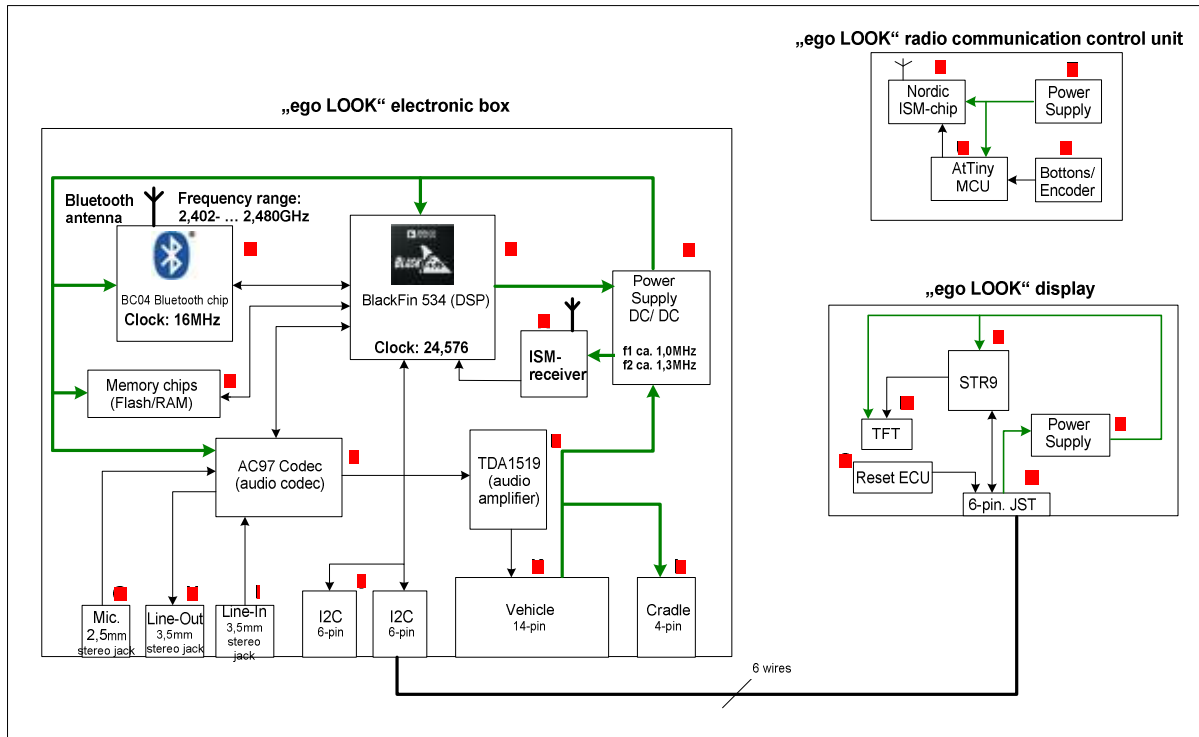 „ego LOOK“ radio communication control unit
Nordic
ISM-chip
Power
Supply
AtTiny
MCU
Bottons/
Encoder
„ego LOOK“ electronic box
Bluetooth
antenna
Frequency range:
2,402- ... 2,480GHz
BC04 Bluetooth chip
Clock: 16MHz
BlackFin 534 (DSP)
Clock: 24,576
Power
Supply
DC/ DC
f1 ca. 1,0MHz
f2 ca. 1,3MHz
ISM-
receiver
Memory chips
(Flash/RAM)
AC97 Codec
(audio codec)
TDA1519
(audio
amplifier)
Mic.
2,5mm
stereo jack
Line-Out
3,5mm
stereo jack
Line-In
3,5mm
stereo
jack
I2C
6-pin
I2C
6-pin
Vehicle
14-pin
Cradle
4-pin
„ego LOOK“ display
STR9
TFT
Power
Supply
Reset ECU
6-pin. JST
6 wires